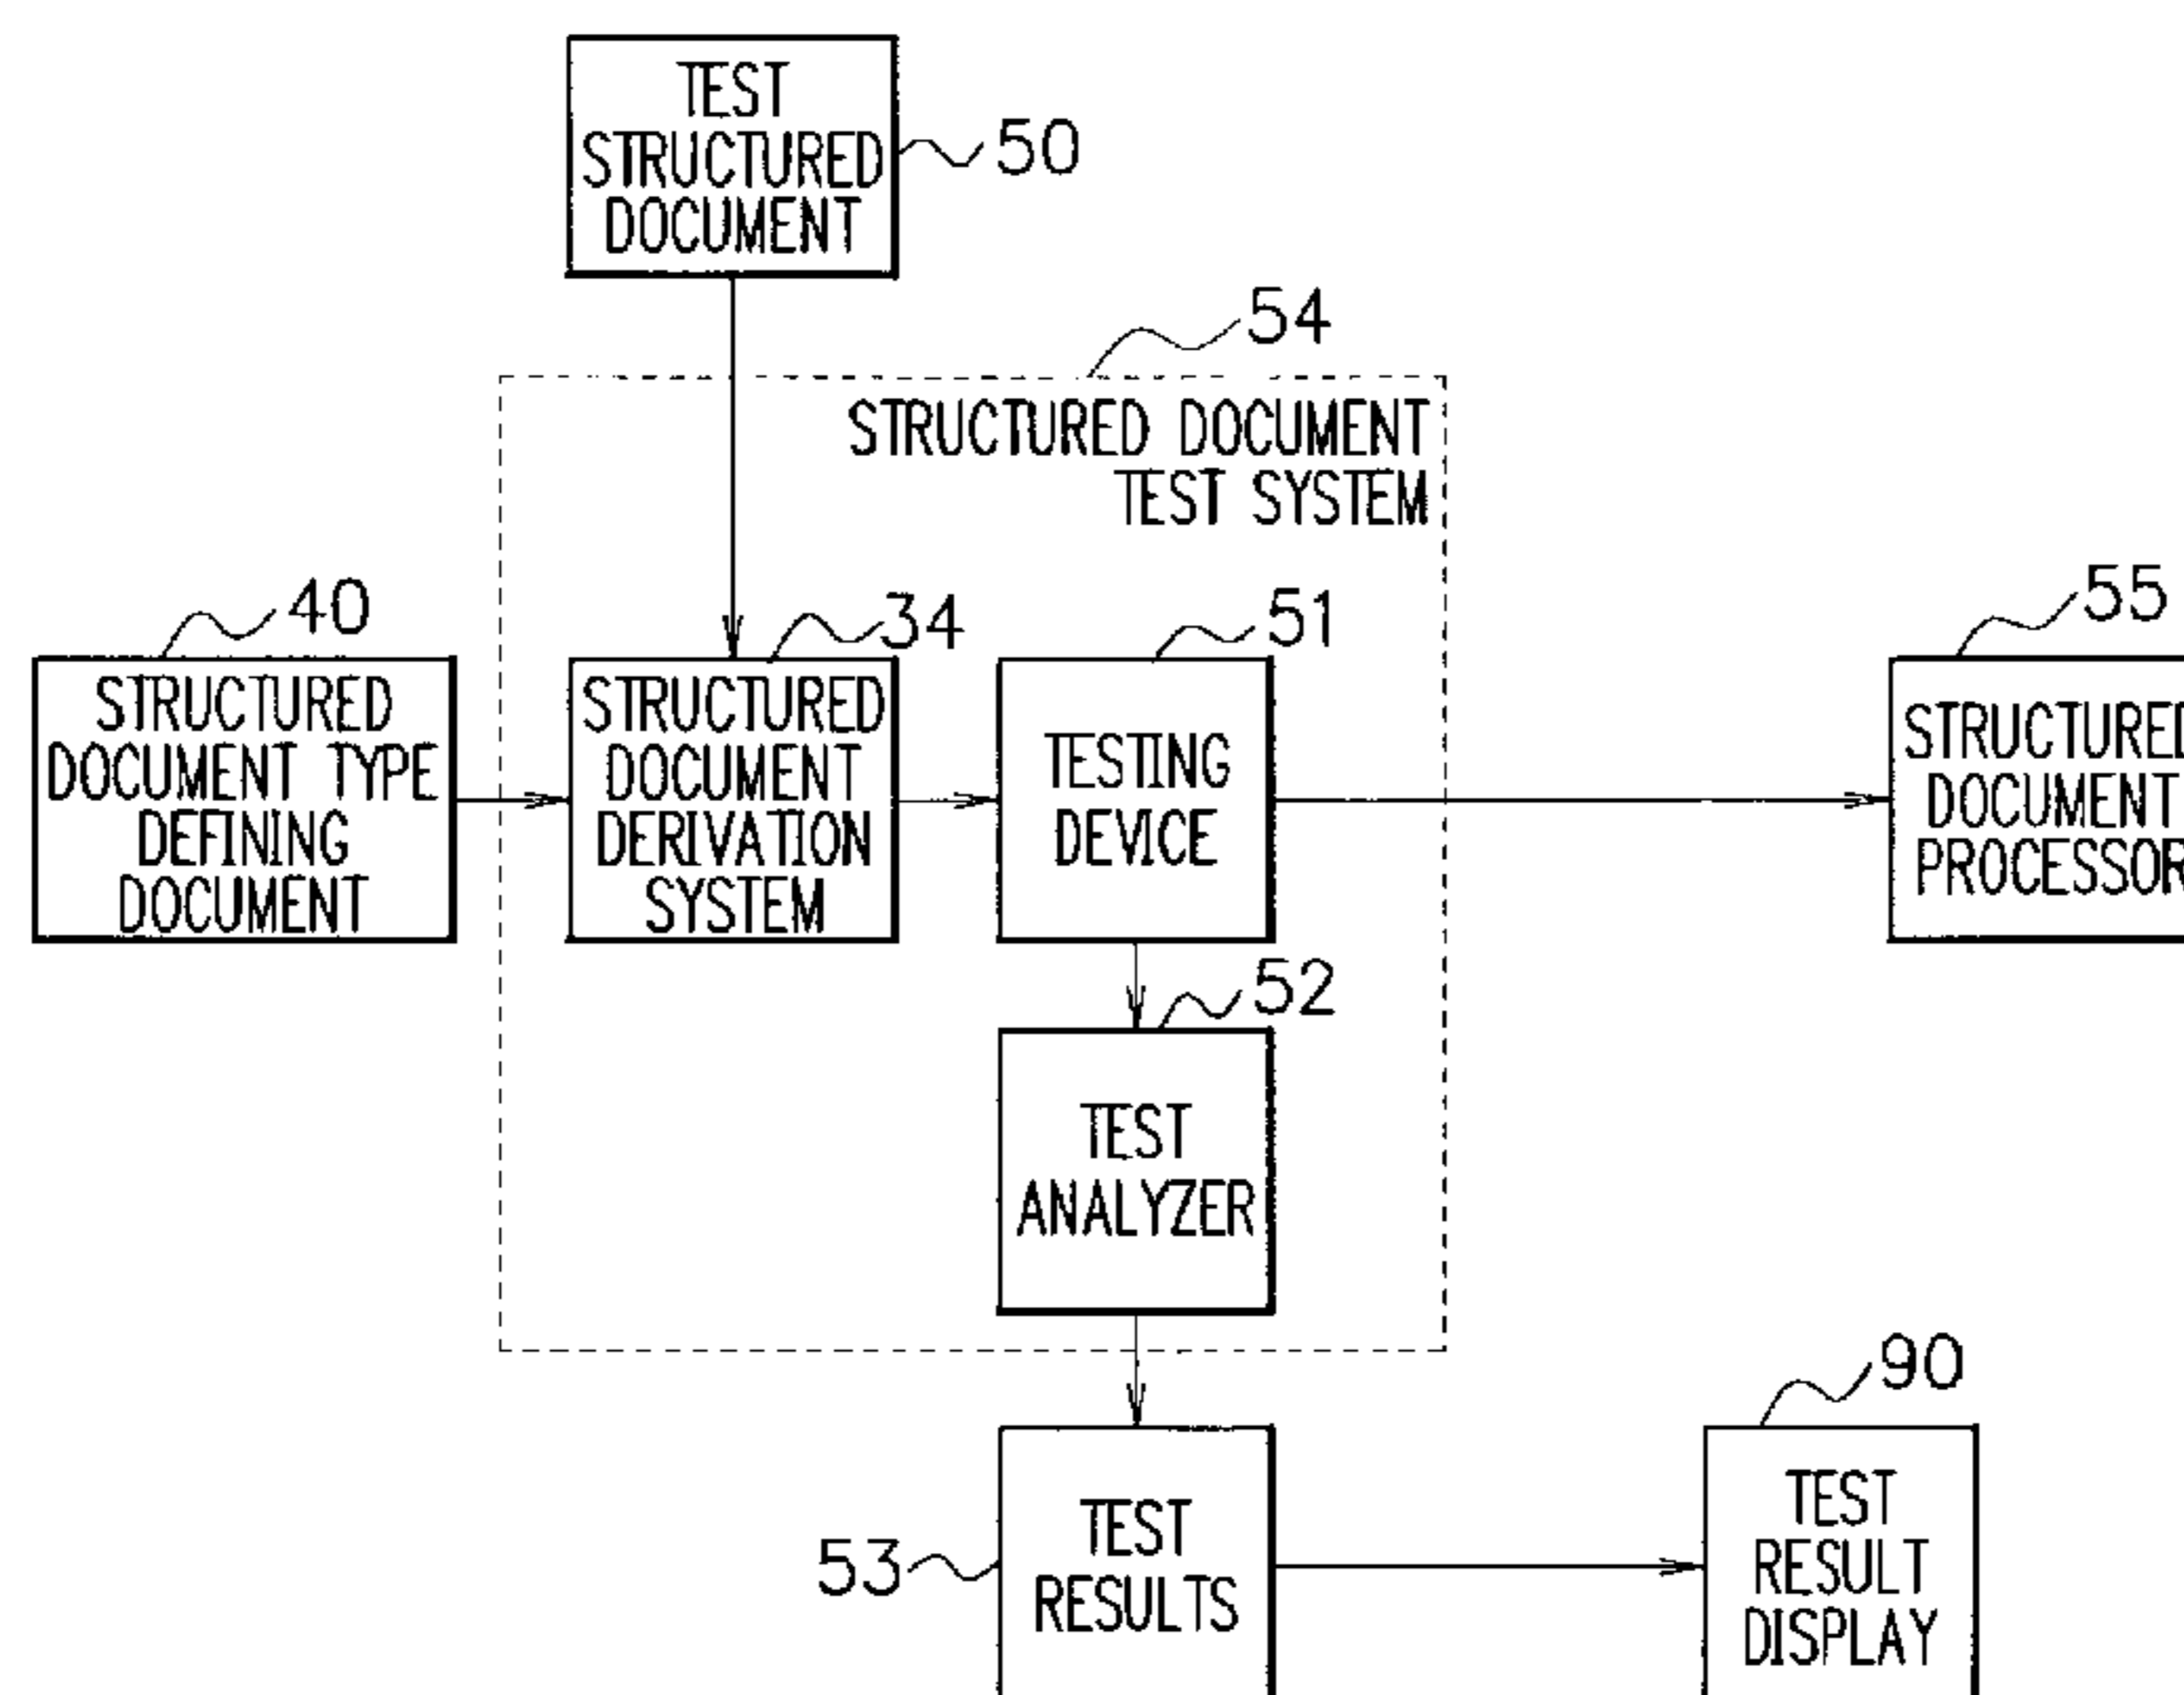 TEST
STRUCTURED
DOCUMENT
50
54
STRUCTURED DOCUMENT
TEST SYSTEM
40
STRUCTURED
DOCUMENT TYPE
DEFINING
DOCUMENT
34
STRUCTURED
DOCUMENT
DERIVATION
SYSTEM
51
TESTING
DEVICE
55
STRUCTURED
DOCUMENT
PROCESSOR
52
TEST
ANALYZER
53
TEST
RESULTS
90
TEST
RESULT
DISPLAY